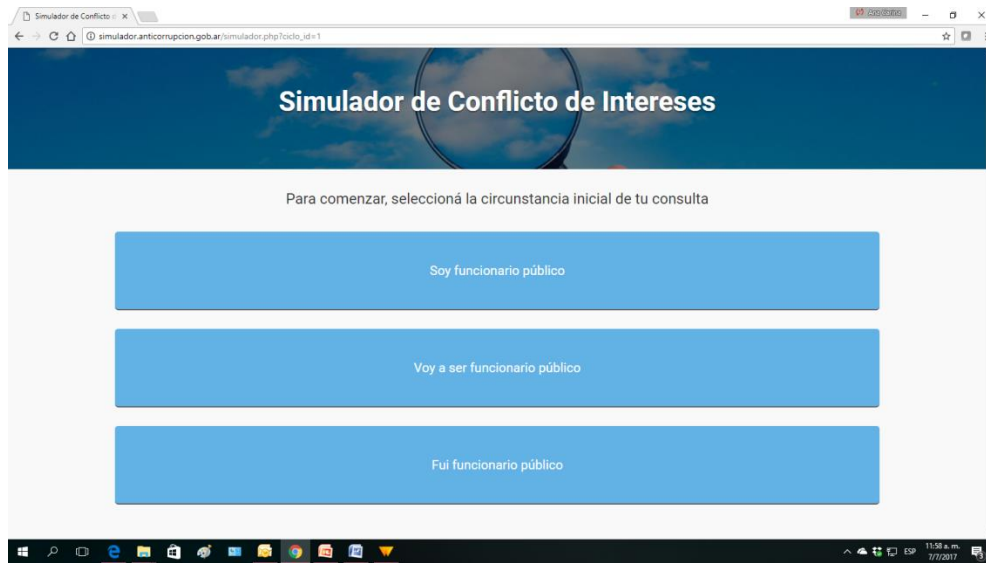 Simulador de Conflicto d
simulador.anticorrupcion.gob.ar/simulador.php?ciclo_id=1
Simulador de Conflicto de Intereses
Para comenzar, seleccioná la circunstancia inicial de tu consulta
Soy funcionario público
Voy a ser funcionario público
Fui funcionario público
ESP
11:58 a. m.
7/7/2017